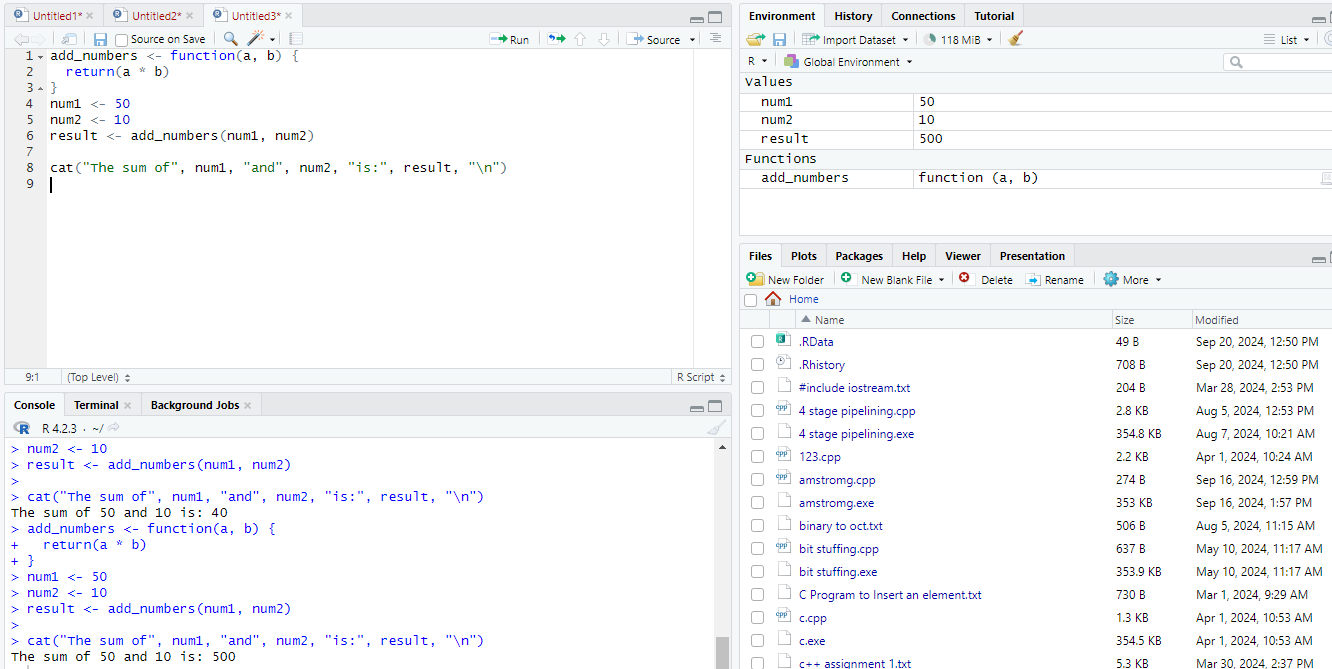 Untitled1* Untitled2* Untitled3*
Source on Save Run Source
1 add_numbers <- function(a, b) {
2   return(a * b)
3 }
4 num1 <- 50
5 num2 <- 10
6 result <- add_numbers(num1, num2)
7
8 cat("The sum of", num1, "and", num2, "is:", result, "\n")
9
9:1 (Top Level) R Script
Console Terminal Background Jobs
R 4.2.3 · ~/
> num2 <- 10
> result <- add_numbers(num1, num2)
>
> cat("The sum of", num1, "and", num2, "is:", result, "\n")
The sum of 50 and 10 is: 40
> add_numbers <- function(a, b) {
+   return(a * b)
+ }
> num1 <- 50
> num2 <- 10
> result <- add_numbers(num1, num2)
>
> cat("The sum of", num1, "and", num2, "is:", result, "\n")
The sum of 50 and 10 is: 500
Environment History Connections Tutorial
Import Dataset 118 MiB List
R Global Environment
Values
num1 50
num2 10
result 500
Functions
add_numbers function (a, b)
Files Plots Packages Help Viewer Presentation
New Folder New Blank File Delete Rename More
Home
Name Size Modified
.RData 49 B Sep 20, 2024, 12:50 PM
.Rhistory 708 B Sep 20, 2024, 12:50 PM
#include iostream.txt 204 B Mar 28, 2024, 2:53 PM
4 stage pipelining.cpp 2.8 KB Aug 5, 2024, 12:53 PM
4 stage pipelining.exe 354.8 KB Aug 7, 2024, 10:21 AM
123.cpp 2.2 KB Apr 1, 2024, 10:24 AM
amstromg.cpp 274 B Sep 16, 2024, 12:59 PM
amstromg.exe 353 KB Sep 16, 2024, 1:57 PM
binary to oct.txt 506 B Aug 5, 2024, 11:15 AM
bit stuffing.cpp 637 B May 10, 2024, 11:17 AM
bit stuffing.exe 353.9 KB May 10, 2024, 11:17 AM
C Program to Insert an element.txt 730 B Mar 1, 2024, 9:29 AM
c.cpp 1.3 KB Apr 1, 2024, 10:53 AM
c.exe 354.5 KB Apr 1, 2024, 10:53 AM
c++ assignment 1.txt 5.3 KB Mar 30, 2024, 2:37 PM